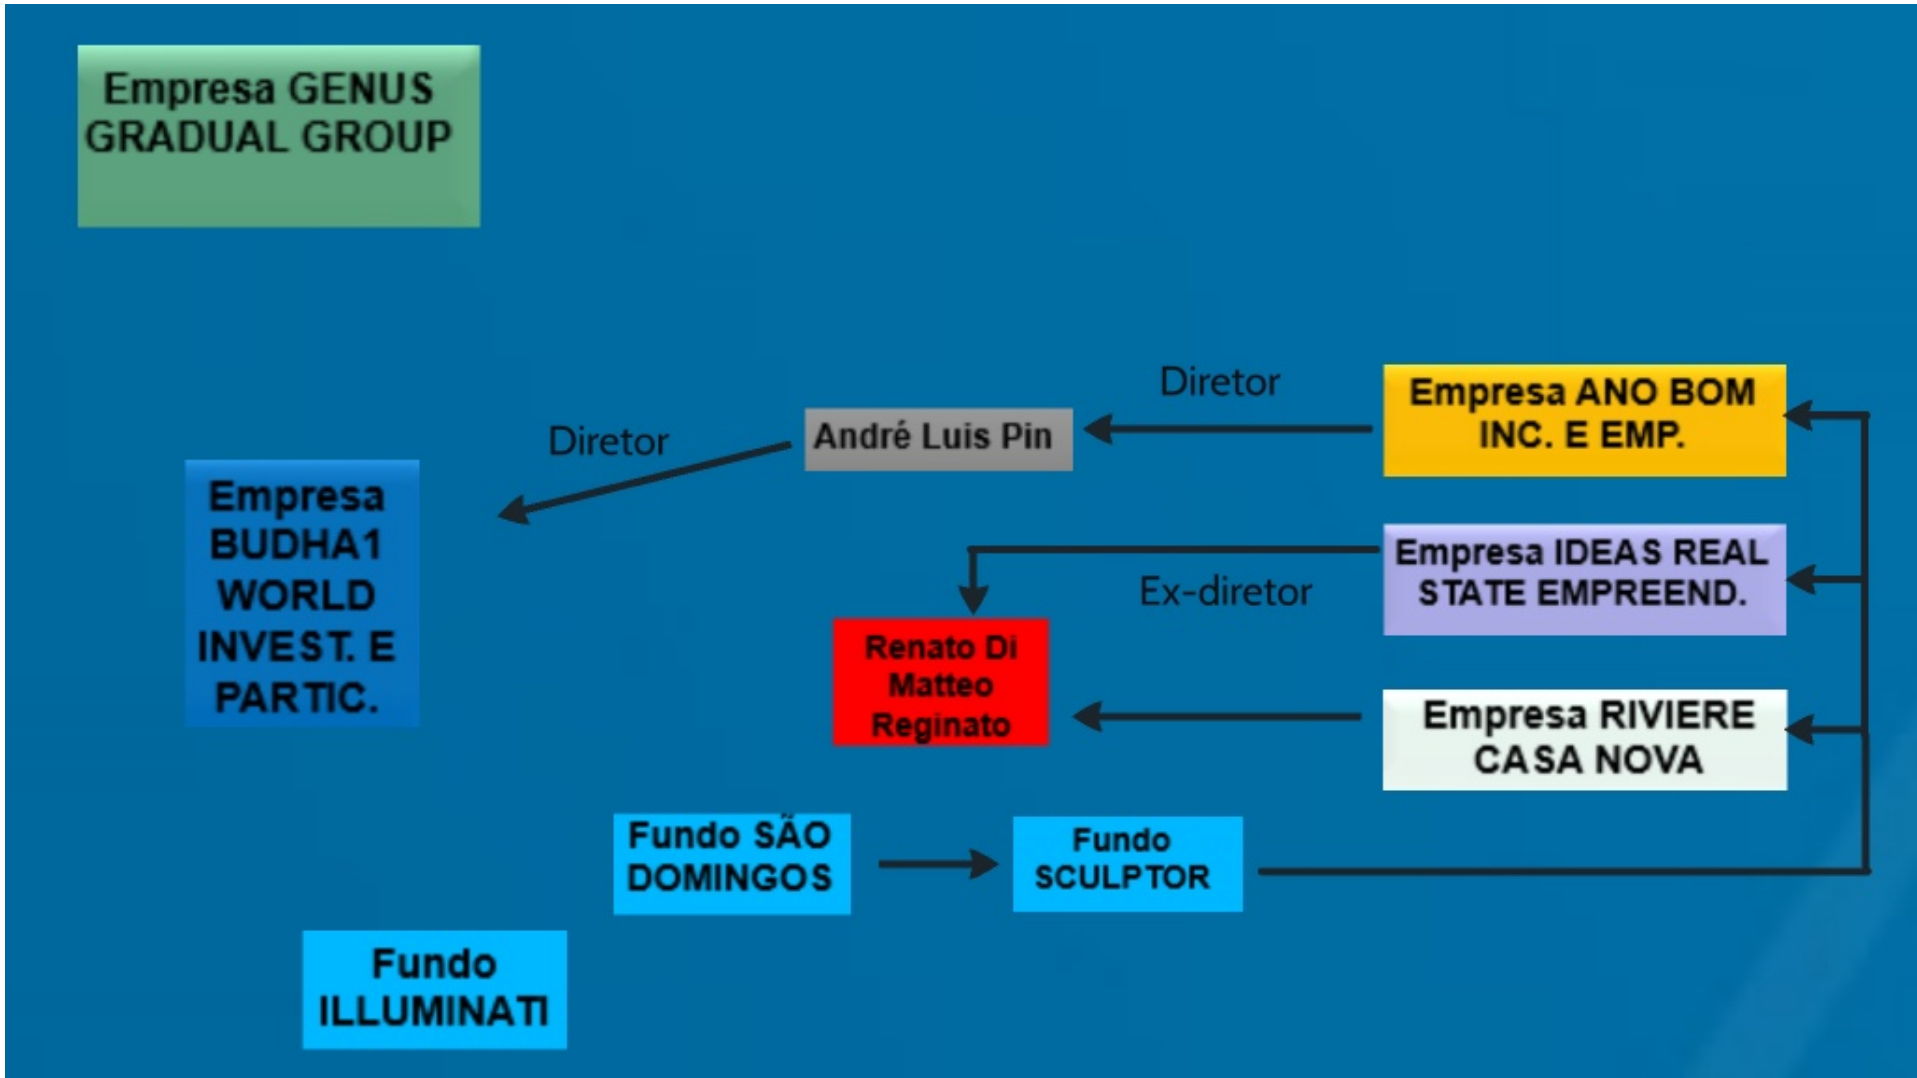 Empresa GENUS
GRADUAL GROUP
Diretor
Empresa ANO BOM
INC. E EMP.
André Luis Pin
Diretor
Empresa
BUDHA1
WORLD
INVEST. E
PARTIC.
Empresa IDEAS REAL
STATE EMPREEND.
Ex-diretor
Renato Di
Matteo
Reginato
Empresa RIVIERE
CASA NOVA
Fundo SÃO
DOMINGOS
Fundo
SCULPTOR
Fundo
ILLUMINATI